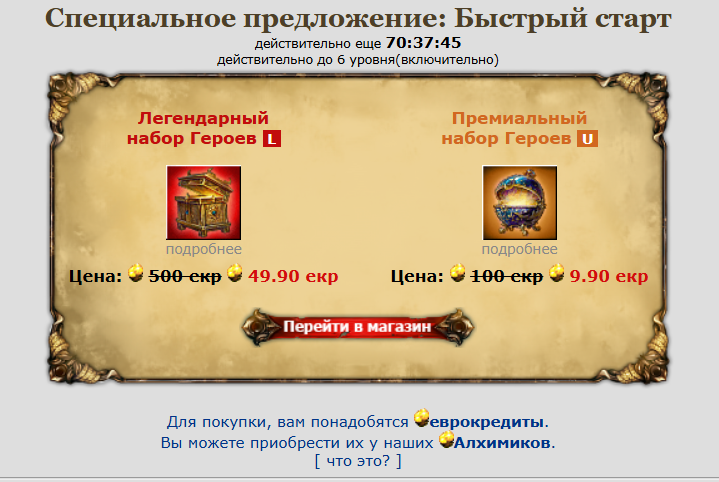 Специальное предложение: Быстрый старт
действительно еще 70:37:45
действительно до 6 уровня(включительно)
Легендарный
набор Героев L
подробнее
Цена: 500 екр 49.90 екр
Премиальный
набор Героев U
подробнее
Цена: 100 екр 9.90 екр
Перейти в магазин
Для покупки, вам понадобятся еврокредиты.
Вы можете приобрести их у наших Алхимиков.
[ что это? ]